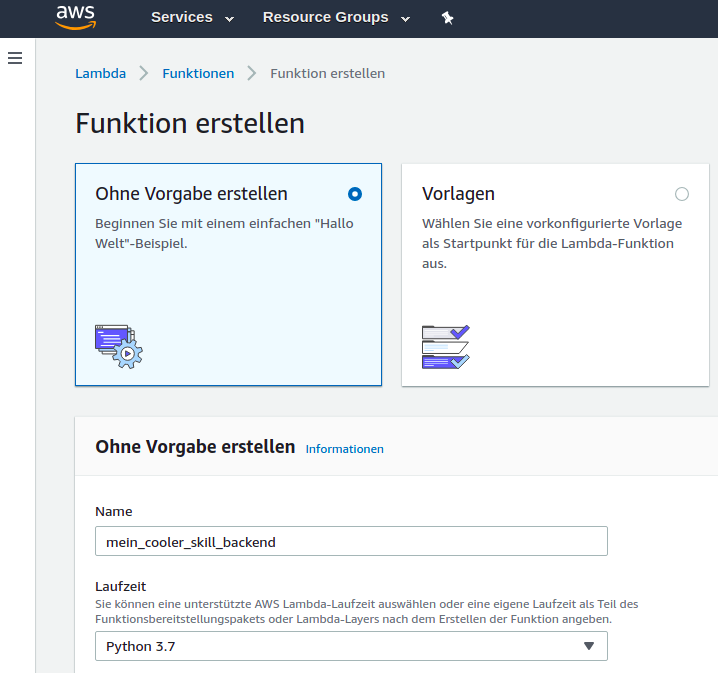 aws Services Resource Groups
Lambda Funktionen Funktion erstellen
Funktion erstellen
Ohne Vorgabe erstellen
Beginnen Sie mit einem einfachen "Hallo
Welt"-Beispiel.
Vorlagen
Wählen Sie eine vorkonfigurierte Vorlage
als Startpunkt für die Lambda-Funktion
aus.
Ohne Vorgabe erstellen Informationen
Name
mein_cooler_skill_backend
Laufzeit
Sie können eine unterstützte AWS Lambda-Laufzeit auswählen oder eine eigene Laufzeit als Teil des
Funktionsbereitstellungspakets oder Lambda-Layers nach dem Erstellen der Funktion angeben.
Python 3.7